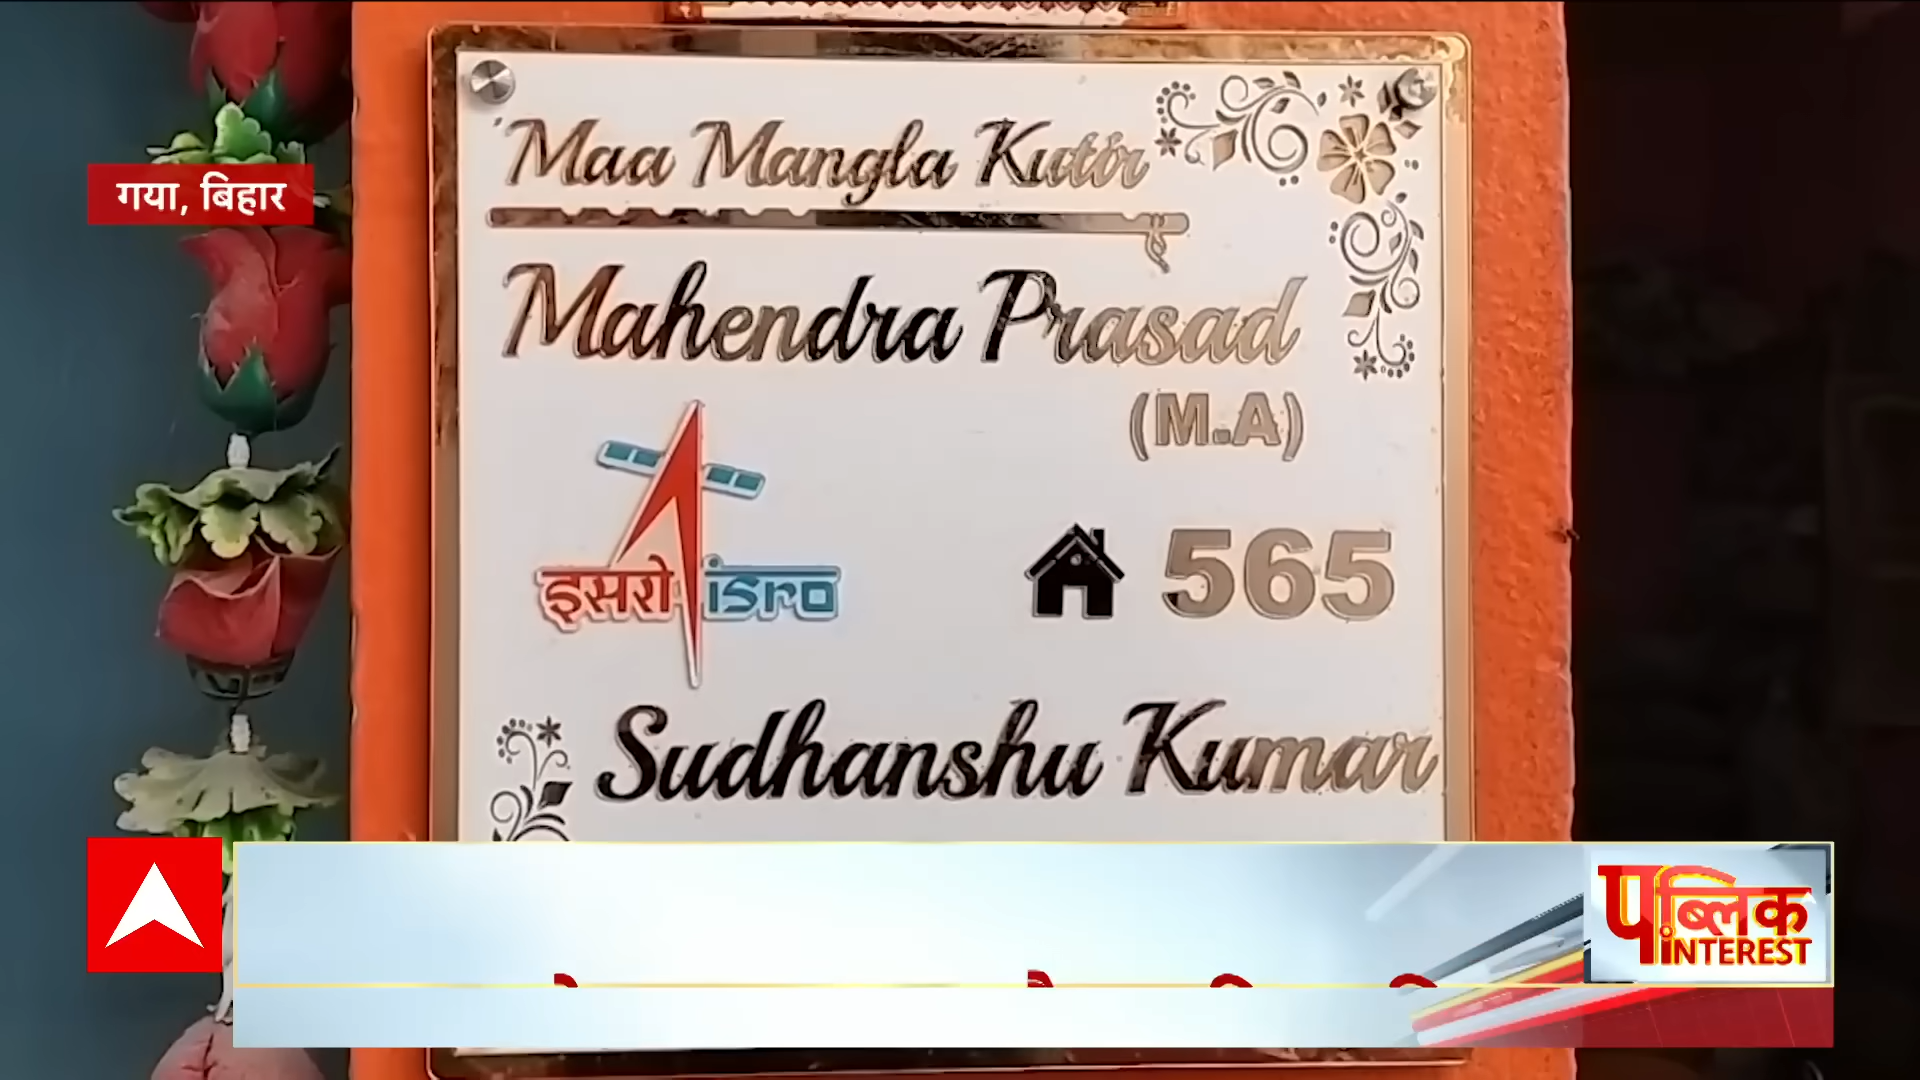 Maa Mangla Kutir
गया, बिहार
Mahendra Prasad
(M.A)
इसरो isro
565
Sudhanshu Kumar
पब्लिक
INTEREST